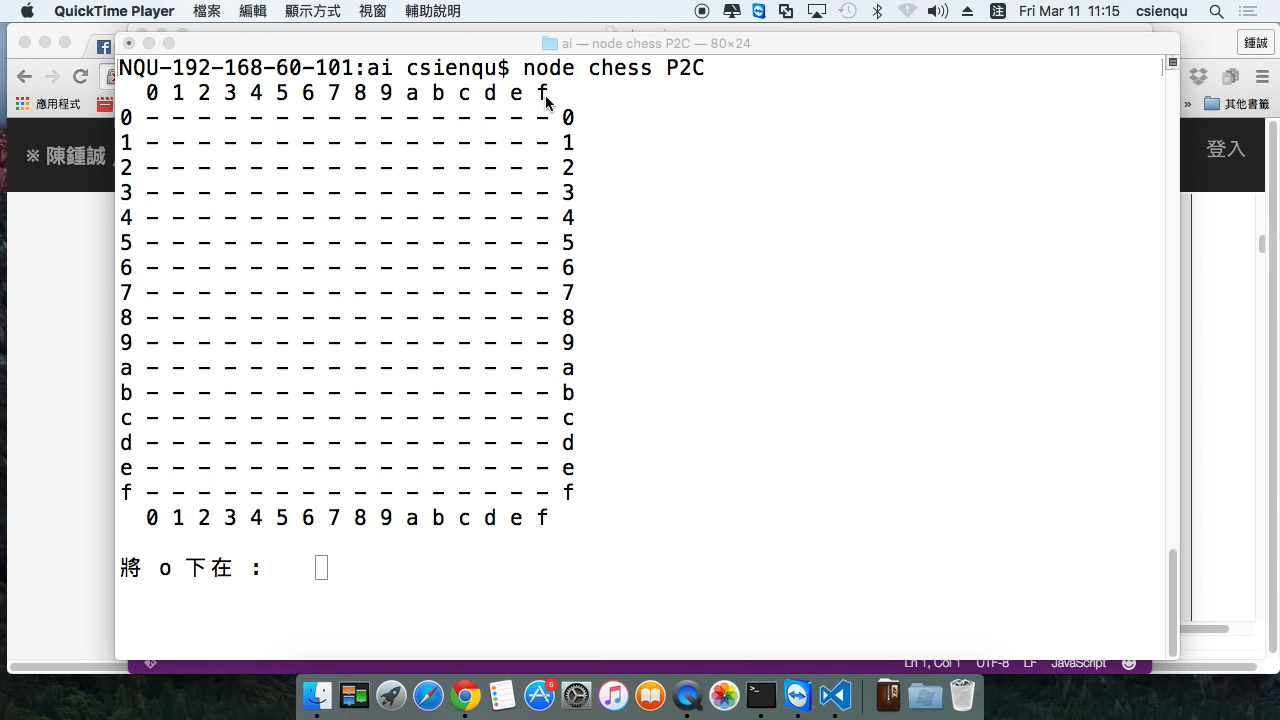 QuickTime Player 檔案 編輯 顯示方式 視窗 輔助說明 Fri Mar 11 11:15 csienqu
ai — node chess P2C — 80×24
鍾誠
應用程式
» 其他書籤
※ 陳鍾誠
登入
NQU-192-168-60-101:ai csienqu$ node chess P2C
0 1 2 3 4 5 6 7 8 9 a b c d e f
0 - - - - - - - - - - - - - - - - 0
1 - - - - - - - - - - - - - - - - 1
2 - - - - - - - - - - - - - - - - 2
3 - - - - - - - - - - - - - - - - 3
4 - - - - - - - - - - - - - - - - 4
5 - - - - - - - - - - - - - - - - 5
6 - - - - - - - - - - - - - - - - 6
7 - - - - - - - - - - - - - - - - 7
8 - - - - - - - - - - - - - - - - 8
9 - - - - - - - - - - - - - - - - 9
a - - - - - - - - - - - - - - - - a
b - - - - - - - - - - - - - - - - b
c - - - - - - - - - - - - - - - - c
d - - - - - - - - - - - - - - - - d
e - - - - - - - - - - - - - - - - e
f - - - - - - - - - - - - - - - - f
0 1 2 3 4 5 6 7 8 9 a b c d e f
將 o 下在 :
Ln 1, Col 1 UTF-8 LF JavaScript
6